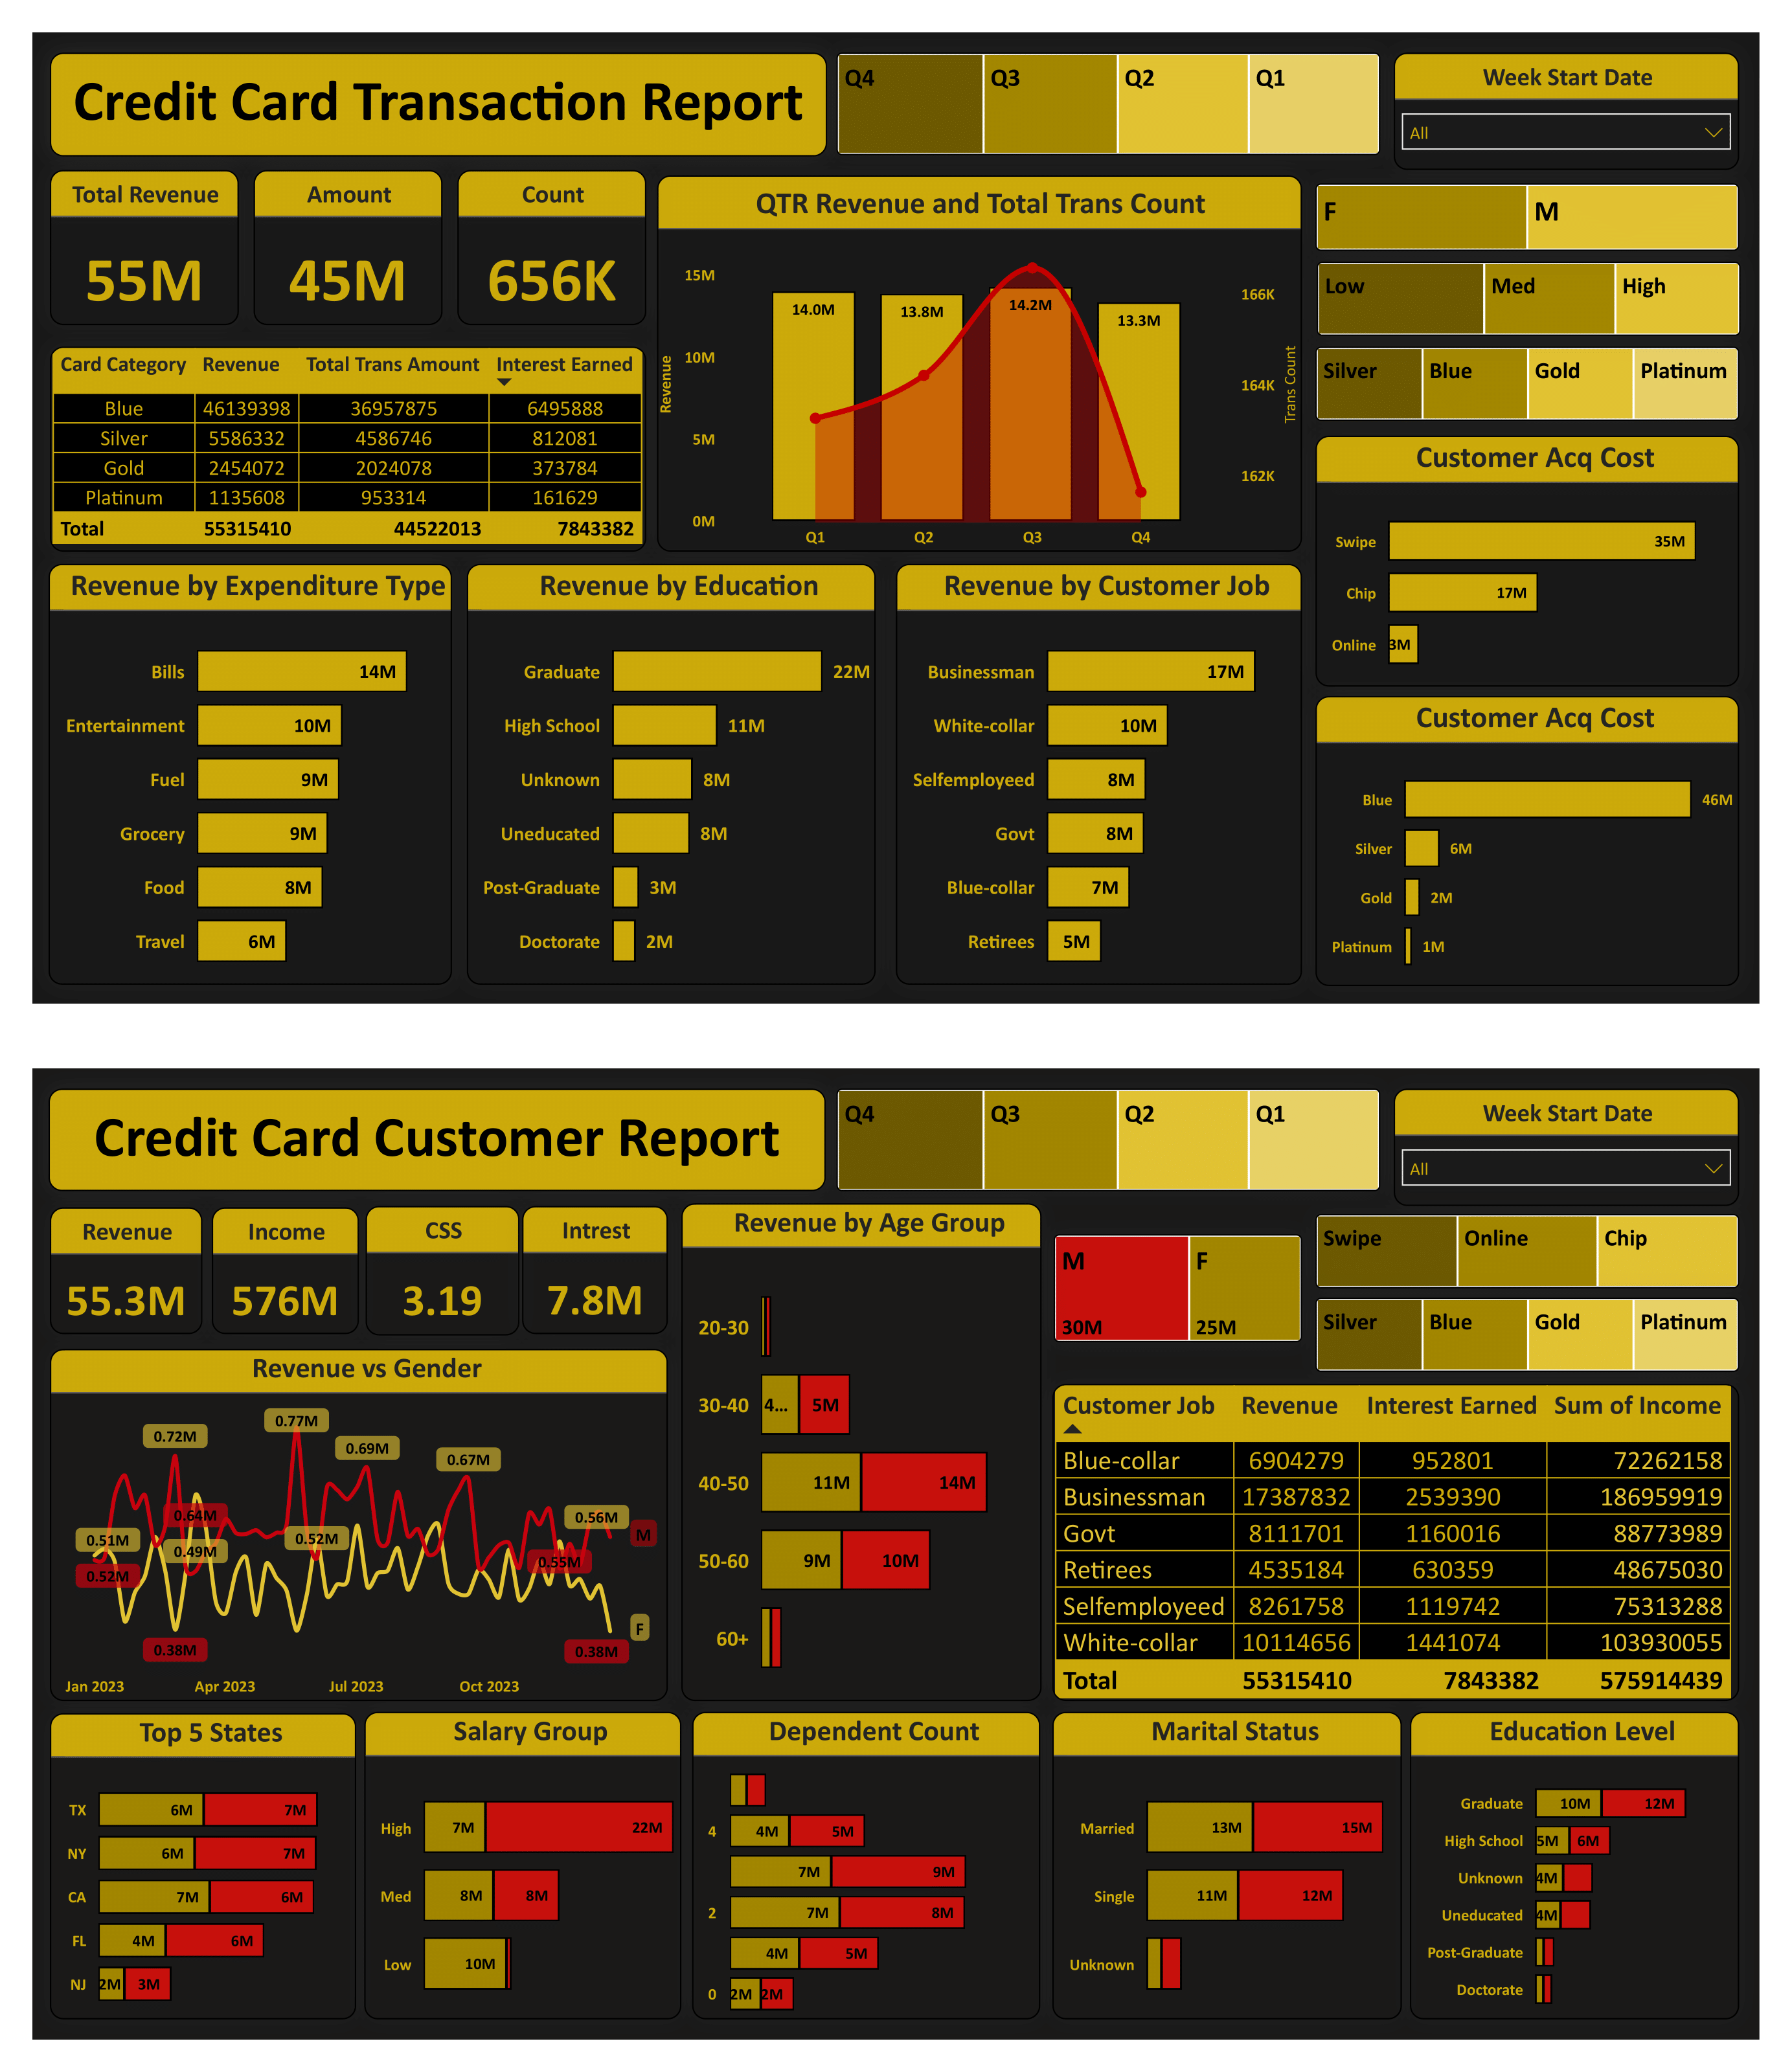 Credit Card Transaction Report
Q4 Q3 Q2 Q1
Week Start Date
All
Total Revenue
55M
Amount
45M
Count
656K
QTR Revenue and Total Trans Count
15M
10M
5M
0M
Revenue
14.0M 13.8M 14.2M 13.3M
166K
164K
162K
Trans Count
Q1 Q2 Q3 Q4
F M
Low Med High
Silver Blue Gold Platinum
Card Category Revenue Total Trans Amount Interest Earned
Blue 46139398 36957875 6495888
Silver 5586332 4586746 812081
Gold 2454072 2024078 373784
Platinum 1135608 953314 161629
Total 55315410 44522013 7843382
Customer Acq Cost
Swipe 35M
Chip 17M
Online 3M
Revenue by Expenditure Type
Bills 14M
Entertainment 10M
Fuel 9M
Grocery 9M
Food 8M
Travel 6M
Revenue by Education
Graduate 22M
High School 11M
Unknown 8M
Uneducated 8M
Post-Graduate 3M
Doctorate 2M
Revenue by Customer Job
Businessman 17M
White-collar 10M
Selfemployeed 8M
Govt 8M
Blue-collar 7M
Retirees 5M
Customer Acq Cost
Blue 46M
Silver 6M
Gold 2M
Platinum 1M
Credit Card Customer Report
Q4 Q3 Q2 Q1
Week Start Date
All
Revenue
55.3M
Income
576M
CSS
3.19
Intrest
7.8M
Revenue by Age Group
20-30
30-40 4... 5M
40-50 11M 14M
50-60 9M 10M
60+
M
30M
F
25M
Swipe Online Chip
Silver Blue Gold Platinum
Revenue vs Gender
0.77M
0.72M
0.69M
0.67M
0.64M
0.56M
0.51M
0.52M
0.49M
0.55M
0.52M
0.38M
0.38M
M
F
Jan 2023 Apr 2023 Jul 2023 Oct 2023
Customer Job Revenue Interest Earned Sum of Income
Blue-collar 6904279 952801 72262158
Businessman 17387832 2539390 186959919
Govt 8111701 1160016 88773989
Retirees 4535184 630359 48675030
Selfemployeed 8261758 1119742 75313288
White-collar 10114656 1441074 103930055
Total 55315410 7843382 575914439
Top 5 States
TX 6M 7M
NY 6M 7M
CA 7M 6M
FL 4M 6M
NJ 2M 3M
Salary Group
High 7M 22M
Med 8M 8M
Low 10M
Dependent Count
4 4M 5M
7M 9M
2 7M 8M
4M 5M
0 2M 2M
Marital Status
Married 13M 15M
Single 11M 12M
Unknown
Education Level
Graduate 10M 12M
High School 5M 6M
Unknown 4M
Uneducated 4M
Post-Graduate
Doctorate